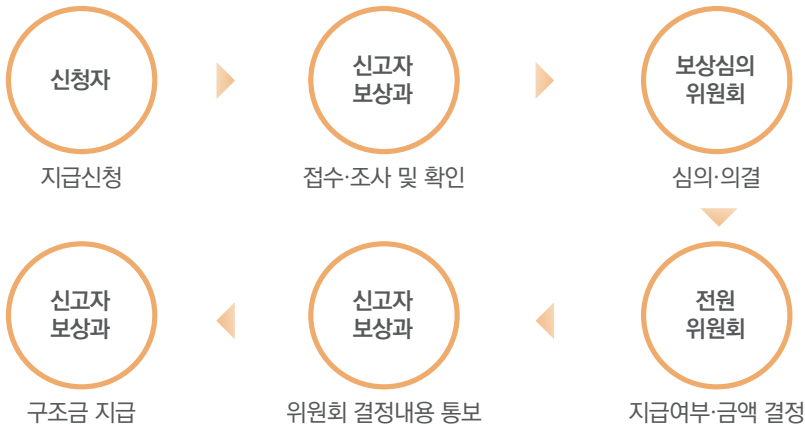 신청자
지급신청
신고자
보상과
접수·조사 및 확인
보상심의
위원회
심의·의결
전원
위원회
지급여부·금액 결정
신고자
보상과
위원회 결정내용 통보
신고자
보상과
구조금 지급